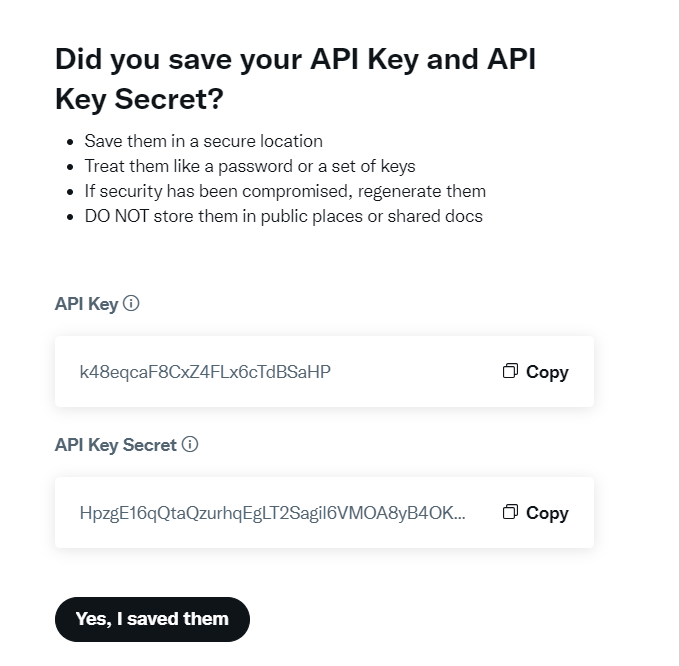 Did you save your API Key and API
Key Secret?
Save them in a secure location
Treat them like a password or a set of keys
If security has been compromised, regenerate them
DO NOT store them in public places or shared docs
API Key
k48eqcaF8CxZ4FLx6cTdBSaHP
Copy
API Key Secret
HpzgE16qQtaQzurhqEgLT2Sagil6VMOA8yB4OK...
Copy
Yes, I saved them